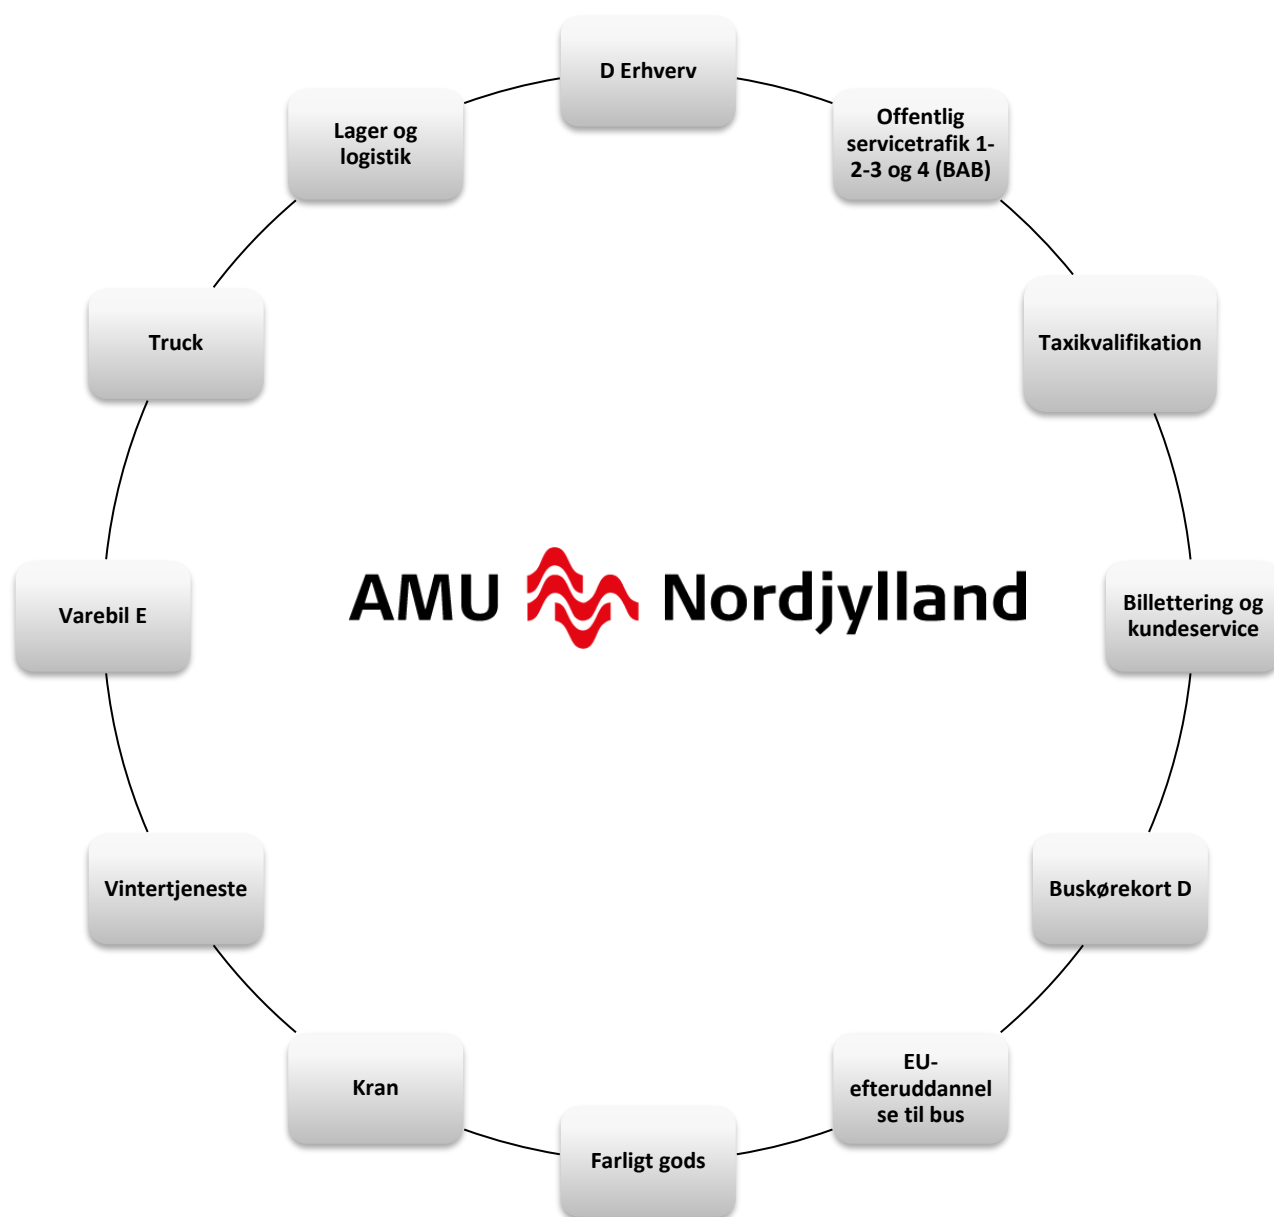 D Erhverv
Offentlig
servicetrafik 1-
2-3 og 4 (BAB)
Taxikvalifikation
Billettering og
kundeservice
Buskørekort D
EU-
efteruddannel
se til bus
Farligt gods
Kran
Vintertjeneste
Varebil E
Truck
Lager og
logistik
AMU Nordjylland